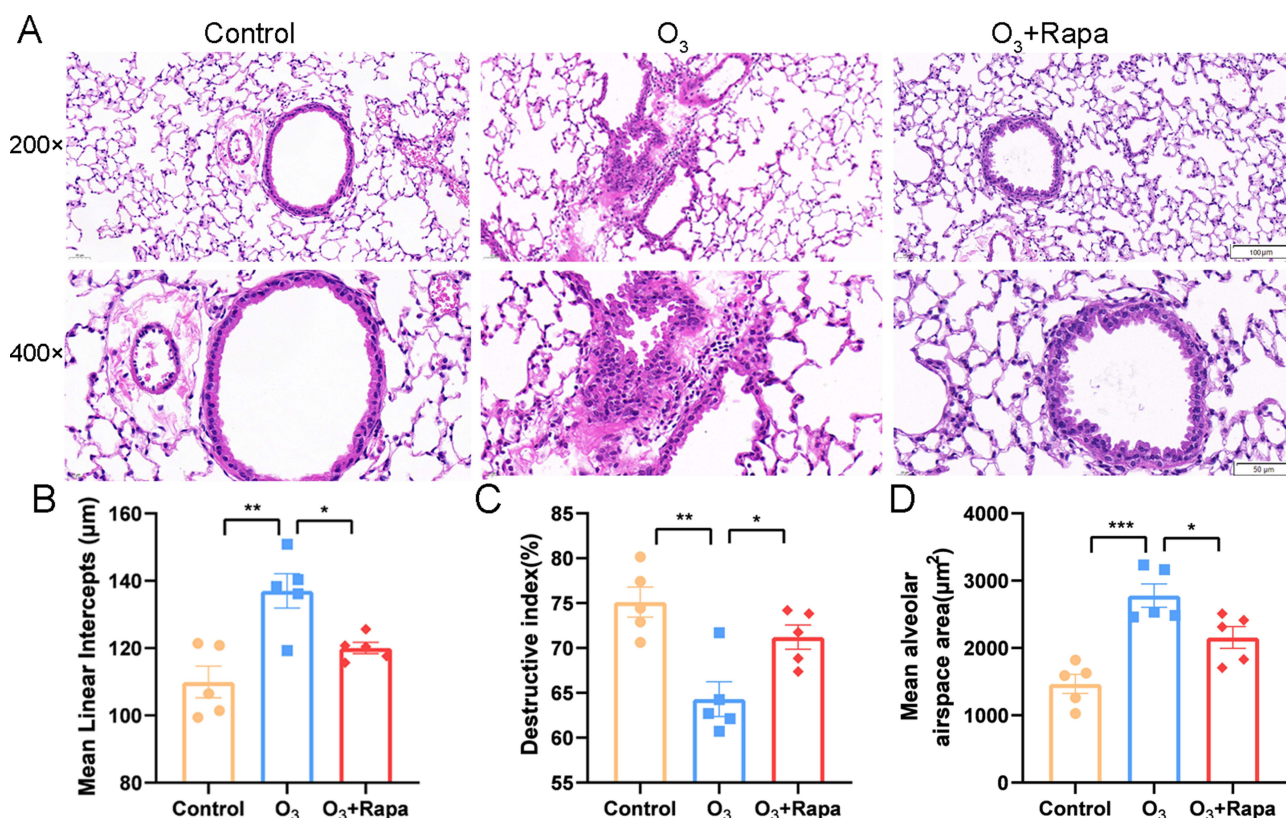 A
Control
O₃
O₃+Rapa
200×
100 µm
400×
50 µm
B
Mean Linear Intercepts (µm)
160
140
120
100
80
**
*
Control
O₃
O₃+Rapa
C
Destructive index(%)
85
80
75
70
65
60
55
**
*
Control
O₃
O₃+Rapa
D
Mean alveolar
airspace area(µm²)
4000
3000
2000
1000
0
***
*
Control
O₃
O₃+Rapa